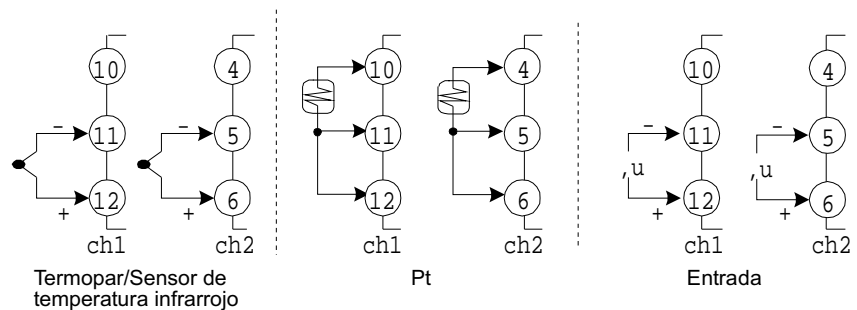 10 4 10 4 10 4
- 11 - 5 11 5 - 11 - 5
,u ,u
+ 12 + 6 12 6 + 12 + 6
ch1 ch2 ch1 ch2 ch1 ch2
Termopar/Sensor de
temperatura infrarrojo
Pt
Entrada